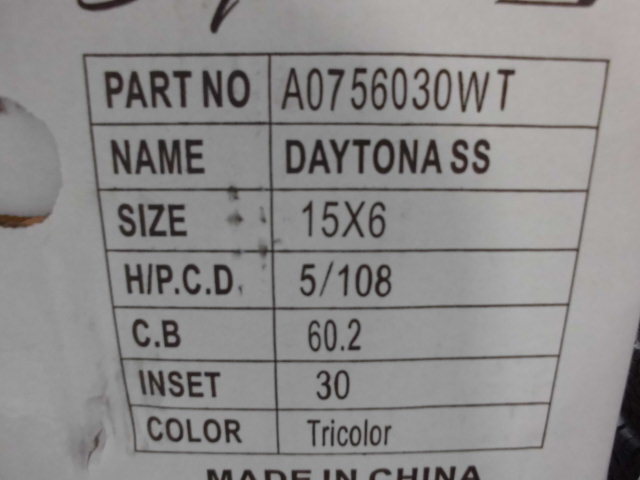 PART NO A0756030WT
NAME DAYTONA SS
SIZE 15X6
H/P.C.D. 5/108
C.B 60.2
INSET 30
COLOR Tricolor
MADE IN CHINA